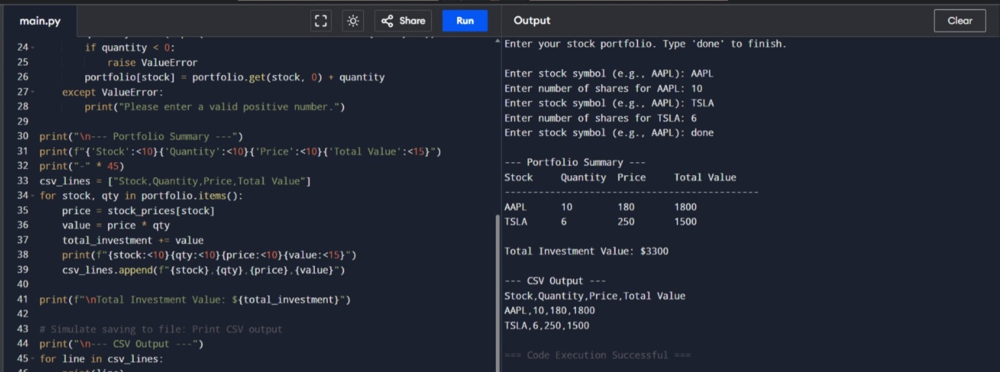 main.py
Share
Run
24 if quantity < 0:
25 raise ValueError
26 portfolio[stock] = portfolio.get(stock, 0) + quantity
27 except ValueError:
28 print("Please enter a valid positive number.")
29
30 print("\n--- Portfolio Summary ---")
31 print(f"{'Stock':<10}{'Quantity':<10}{'Price':<10}{'Total Value':<15}")
32 print("-" * 45)
33 csv_lines = ["Stock,Quantity,Price,Total Value"]
34 for stock, qty in portfolio.items():
35 price = stock_prices[stock]
36 value = price * qty
37 total_investment += value
38 print(f"{stock:<10}{qty:<10}{price:<10}{value:<15}")
39 csv_lines.append(f"{stock},{qty},{price},{value}")
40
41 print(f"\nTotal Investment Value: ${total_investment}")
42
43 # Simulate saving to file: Print CSV output
44 print("\n--- CSV Output ---")
45 for line in csv_lines:
Output
Clear
Enter your stock portfolio. Type 'done' to finish.
Enter stock symbol (e.g., AAPL): AAPL
Enter number of shares for AAPL: 10
Enter stock symbol (e.g., AAPL): TSLA
Enter number of shares for TSLA: 6
Enter stock symbol (e.g., AAPL): done
--- Portfolio Summary ---
Stock Quantity Price Total Value
---------------------------------------------
AAPL 10 180 1800
TSLA 6 250 1500
Total Investment Value: $3300
--- CSV Output ---
Stock,Quantity,Price,Total Value
AAPL,10,180,1800
TSLA,6,250,1500
=== Code Execution Successful ===